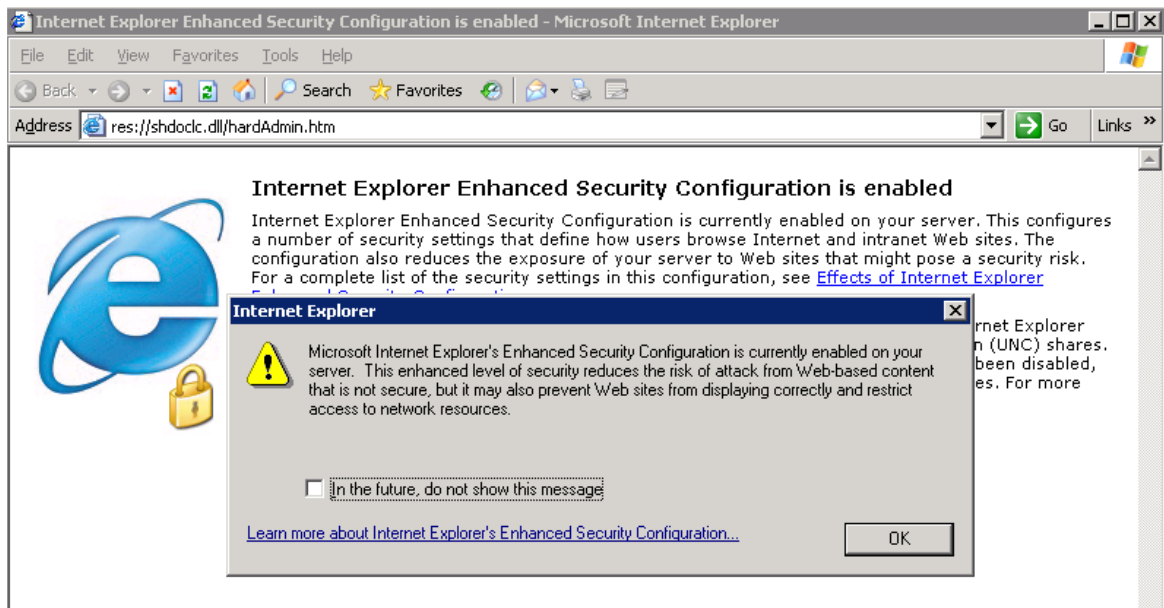 Internet Explorer Enhanced Security Configuration is enabled - Microsoft Internet Explorer
File Edit View Favorites Tools Help
Back Search Favorites
Address res://shdoclc.dll/hardAdmin.htm Go Links »
Internet Explorer Enhanced Security Configuration is enabled
Internet Explorer Enhanced Security Configuration is currently enabled on your server. This configures
a number of security settings that define how users browse Internet and intranet Web sites. The
configuration also reduces the exposure of your server to Web sites that might pose a security risk.
For a complete list of the security settings in this configuration, see Effects of Internet Explorer
Internet Explorer
rnet Explorer
n (UNC) shares.
been disabled,
es. For more
Microsoft Internet Explorer's Enhanced Security Configuration is currently enabled on your
server. This enhanced level of security reduces the risk of attack from Web-based content
that is not secure, but it may also prevent Web sites from displaying correctly and restrict
access to network resources.
In the future, do not show this message
Learn more about Internet Explorer's Enhanced Security Configuration...
OK